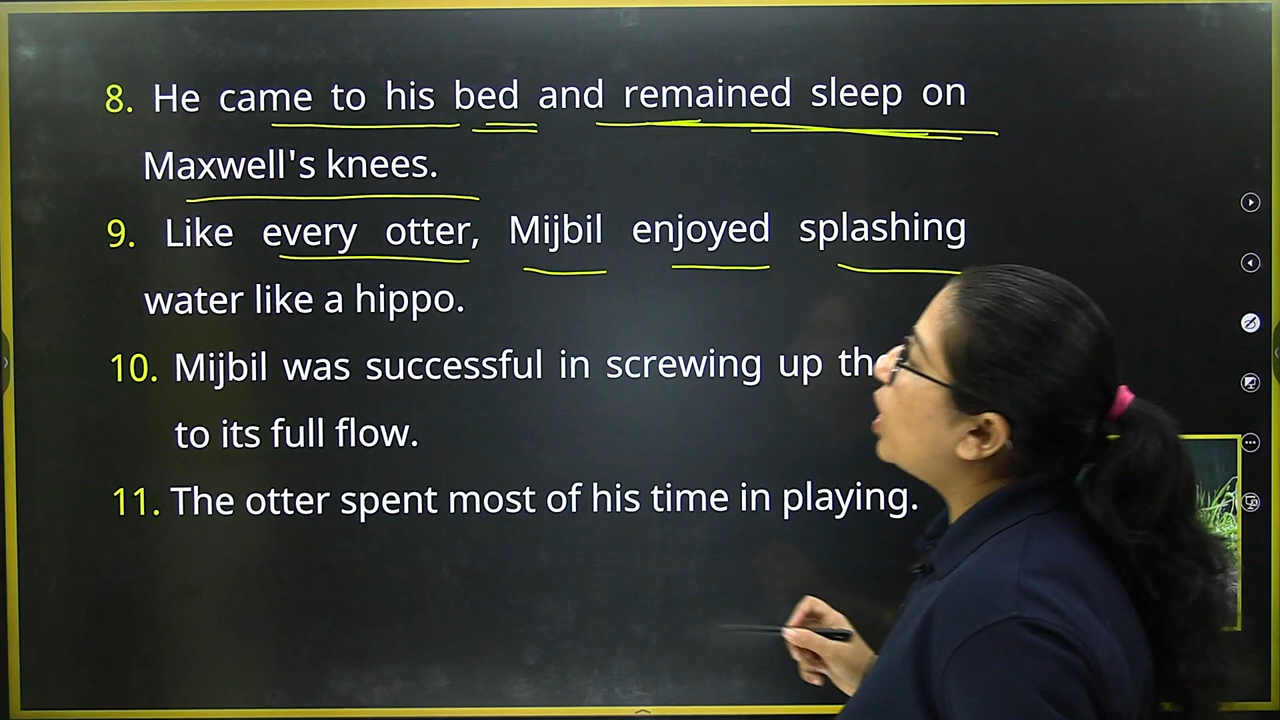 8. He came to his bed and remained sleep on
Maxwell's knees.
9. Like every otter, Mijbil enjoyed splashing
water like a hippo.
10. Mijbil was successful in screwing up
to its full flow.
11. The otter spent most of his time in playing.